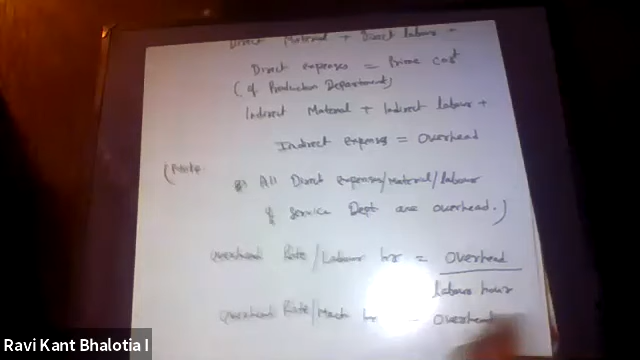 Direct Material + Direct labour +
Direct expenses = Prime Cost
(of Production Department)
Indirect Material + Indirect labour +
Indirect expenses = Overhead
All Direct expenses/Material/labour
of Service Dept are overhead.)
overhead Rate/Labour hr = overhead
labour hour
overhead Rate/Mach hr = overhead
Ravi Kant Bhalotia I